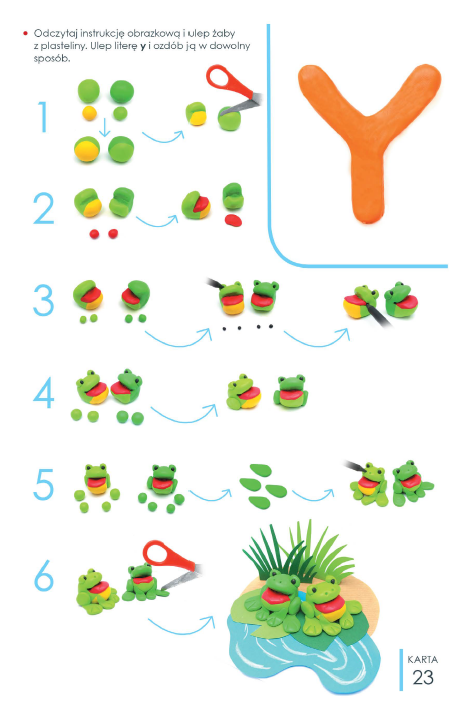 • Odczytaj instrukcję obrazkową i ulep żaby
z plasteliny. Ulep literę y i ozdób ją w dowolny
sposób.
Y
1
2
3
4
5
6
KARTA
23